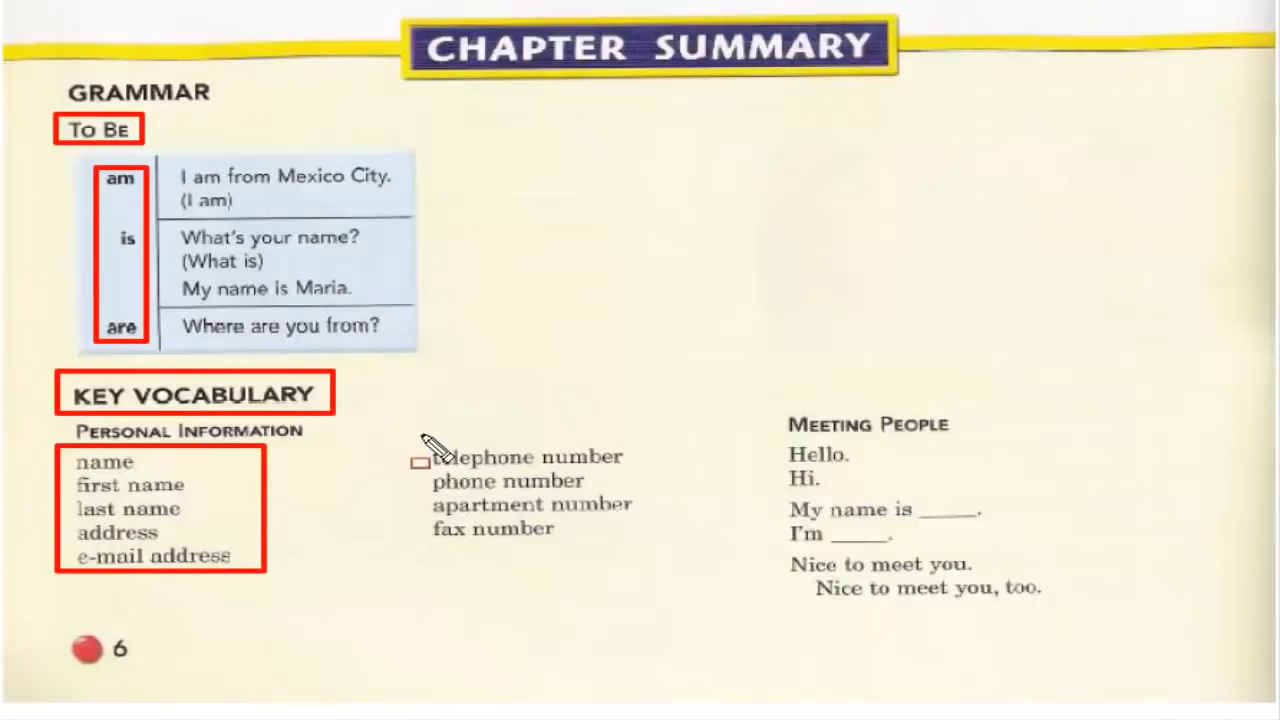 CHAPTER SUMMARY
GRAMMAR
TO BE
am
I am from Mexico City.
(I am)
is
What's your name?
(What is)
My name is Maria.
are
Where are you from?
KEY VOCABULARY
PERSONAL INFORMATION
name
first name
last name
address
e-mail address
telephone number
phone number
apartment number
fax number
MEETING PEOPLE
Hello.
Hi.
My name is _____.
I'm _____.
Nice to meet you.
Nice to meet you, too.
6